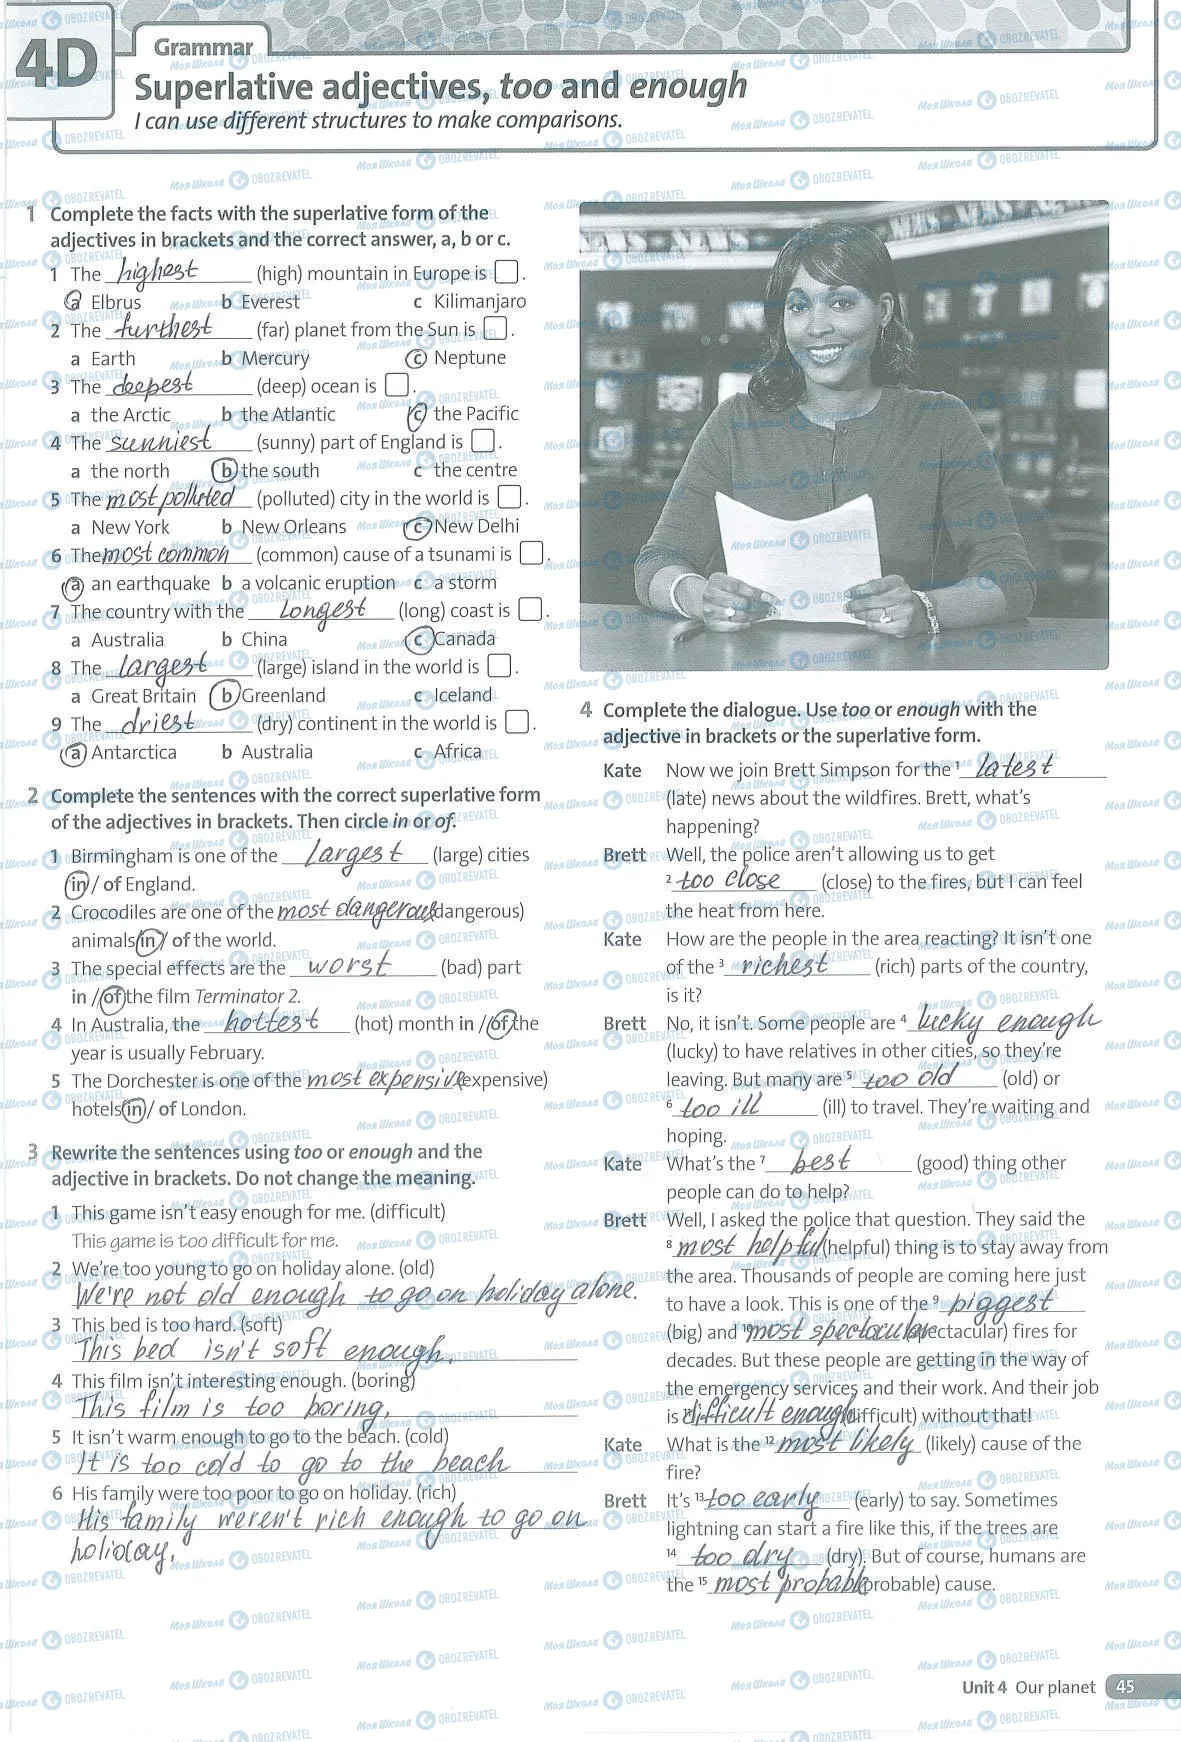 4D
Grammar
Superlative adjectives, too and enough
I can use different structures to make comparisons.
1 Complete the facts with the superlative form of the
adjectives in brackets and the correct answer, a, b or c.
1 The highest (high) mountain in Europe is .
a Elbrus b Everest c Kilimanjaro
2 The furthest (far) planet from the Sun is .
a Earth b Mercury c Neptune
3 The deepest (deep) ocean is .
a the Arctic b the Atlantic c the Pacific
4 The sunniest (sunny) part of England is .
a the north b the south c the centre
5 The most polluted (polluted) city in the world is .
a New York b New Orleans c New Delhi
6 The most common (common) cause of a tsunami is .
a an earthquake b a volcanic eruption c a storm
7 The country with the longest (long) coast is .
a Australia b China c Canada
8 The largest (large) island in the world is .
a Great Britain b Greenland c Iceland
9 The driest (dry) continent in the world is .
a Antarctica b Australia c Africa
2 Complete the sentences with the correct superlative form
of the adjectives in brackets. Then circle in or of.
1 Birmingham is one of the largest (large) cities
in / of England.
2 Crocodiles are one of the most dangerous (dangerous)
animals in / of the world.
3 The special effects are the worst (bad) part
in / of the film Terminator 2.
4 In Australia, the hottest (hot) month in / of the
year is usually February.
5 The Dorchester is one of the most expensive (expensive)
hotels in / of London.
3 Rewrite the sentences using too or enough and the
adjective in brackets. Do not change the meaning.
1 This game isn't easy enough for me. (difficult)
This game is too difficult for me.
2 We're too young to go on holiday alone. (old)
We're not old enough to go on holiday alone.
3 This bed is too hard. (soft)
This bed isn't soft enough.
4 This film isn't interesting enough. (boring)
This film is too boring.
5 It isn't warm enough to go to the beach. (cold)
It is too cold to go to the beach
6 His family were too poor to go on holiday. (rich)
His family weren't rich enough to go on
holiday.
4 Complete the dialogue. Use too or enough with the
adjective in brackets or the superlative form.
Kate Now we join Brett Simpson for the 1 latest
(late) news about the wildfires. Brett, what's
happening?
Brett Well, the police aren't allowing us to get
2 too close (close) to the fires, but I can feel
the heat from here.
Kate How are the people in the area reacting? It isn't one
of the 3 richest (rich) parts of the country,
is it?
Brett No, it isn't. Some people are 4 lucky enough
(lucky) to have relatives in other cities, so they're
leaving. But many are 5 too old (old) or
6 too ill (ill) to travel. They're waiting and
hoping.
Kate What's the 7 best (good) thing other
people can do to help?
Brett Well, I asked the police that question. They said the
8 most helpful (helpful) thing is to stay away from
the area. Thousands of people are coming here just
to have a look. This is one of the 9 biggest
(big) and 10 most spectacular (spectacular) fires for
decades. But these people are getting in the way of
the emergency services and their work. And their job
is 11 difficult enough (difficult) without that!
Kate What is the 12 most likely (likely) cause of the
fire?
Brett It's 13 too early (early) to say. Sometimes
lightning can start a fire like this, if the trees are
14 too dry (dry). But of course, humans are
the 15 most probable (probable) cause.
Unit 4 Our planet 45
МояШкола OBOZREVATEL